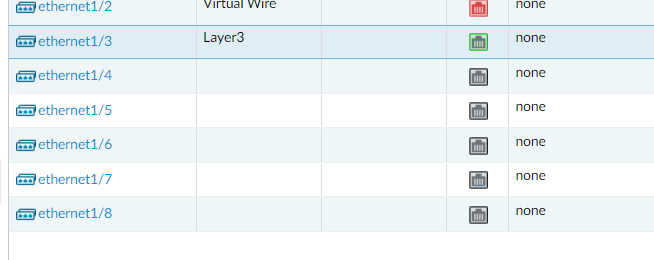 ethernet1/2 Virtual Wire none
ethernet1/3 Layer3 none
ethernet1/4 none
ethernet1/5 none
ethernet1/6 none
ethernet1/7 none
ethernet1/8 none